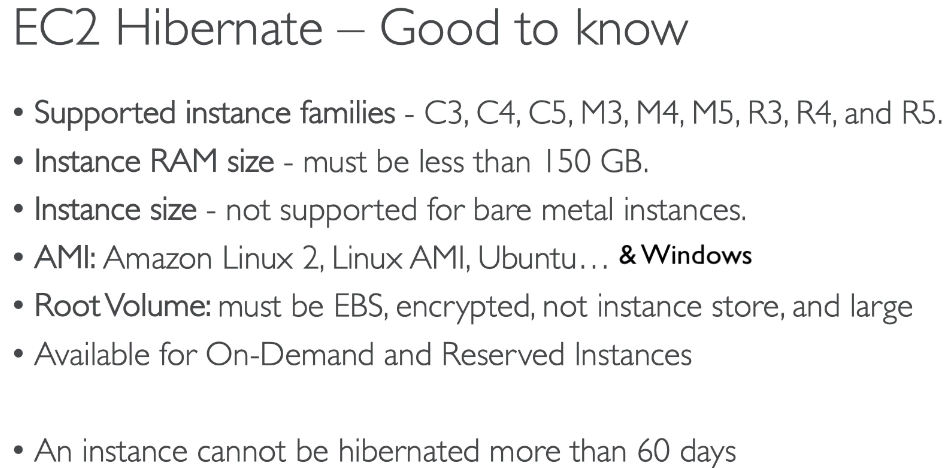 EC2 Hibernate – Good to know
• Supported instance families - C3, C4, C5, M3, M4, M5, R3, R4, and R5.
• Instance RAM size - must be less than 150 GB.
• Instance size - not supported for bare metal instances.
• AMI: Amazon Linux 2, Linux AMI, Ubuntu… & Windows
• Root Volume: must be EBS, encrypted, not instance store, and large
• Available for On-Demand and Reserved Instances
• An instance cannot be hibernated more than 60 days